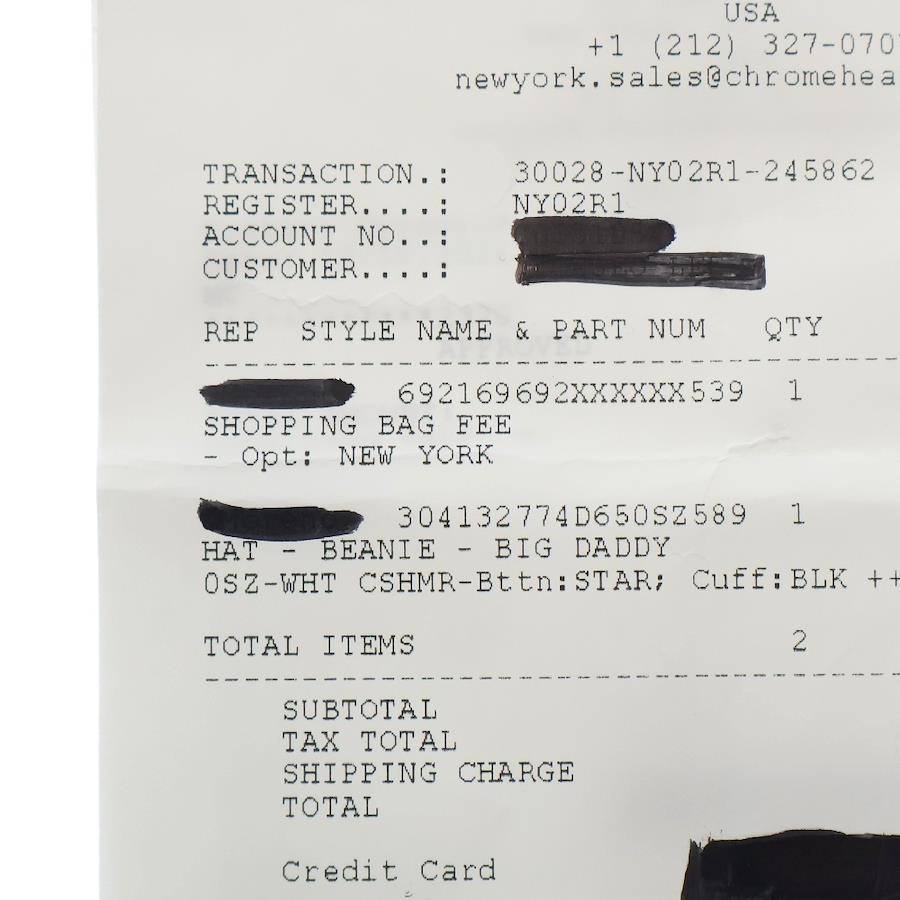 USA
+1 (212) 327-070
newyork.sales@chromehea
TRANSACTION.: 30028-NY02R1-245862
REGISTER....: NY02R1
ACCOUNT NO..:
CUSTOMER....:
REP STYLE NAME & PART NUM QTY
APPROVED
692169692XXXXXX539 1
SHOPPING BAG FEE
- Opt: NEW YORK
304132774D650SZ589 1
HAT - BEANIE - BIG DADDY
0SZ-WHT CSHMR-Bttn:STAR; Cuff:BLK ++
TOTAL ITEMS 2
SUBTOTAL
TAX TOTAL
SHIPPING CHARGE
TOTAL
Credit Card